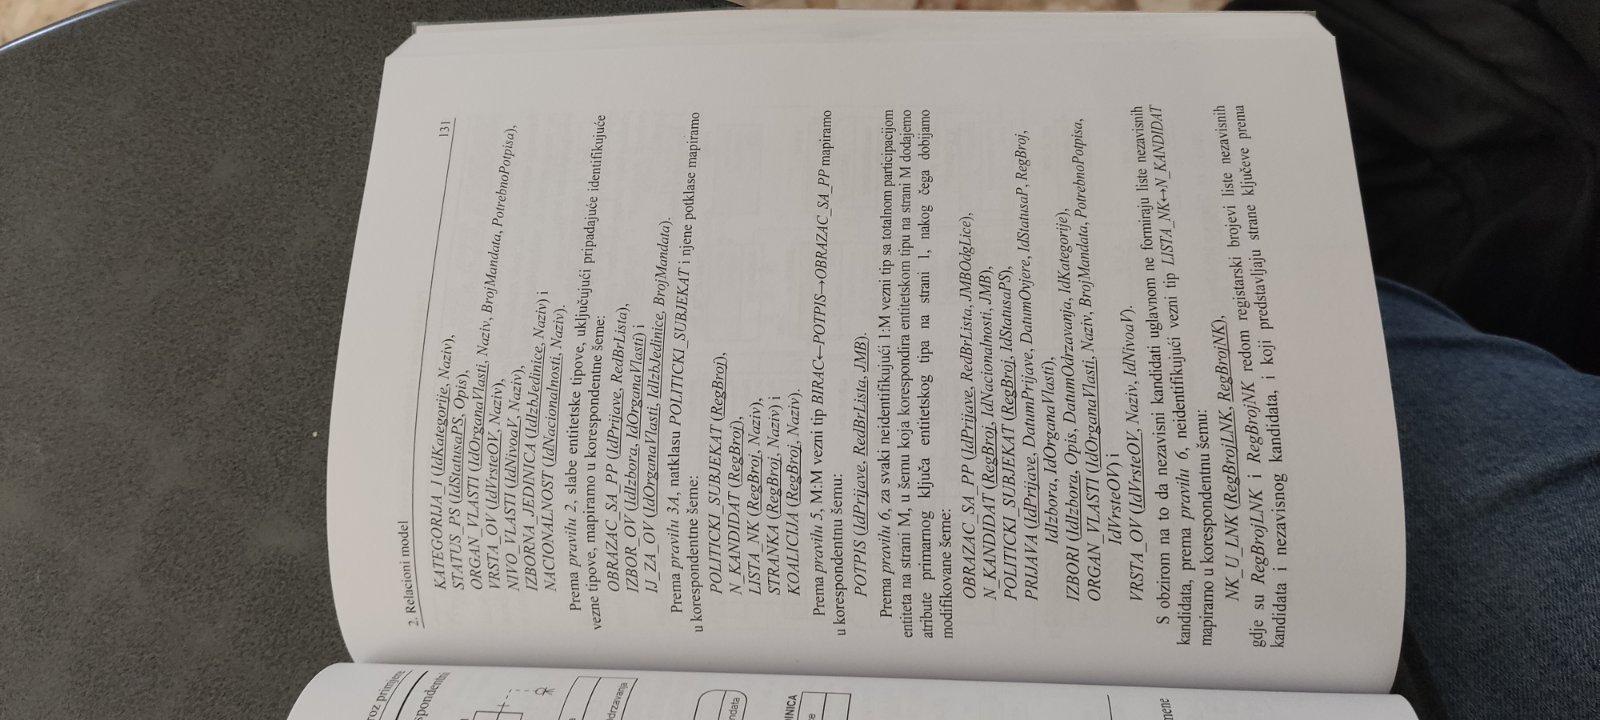 2. Relacioni model
131
KATEGORIJA_I (IdKategorije, Naziv),
STATUS_PS (IdStatusaPS, Opis),
ORGAN_VLASTI (IdOrganaVlasti, Naziv, BrojMandata, PotrebnoPotpisa),
VRSTA_OV (IdVrsteOV, Naziv),
NIVO_VLASTI (IdNivoaV, Naziv),
IZBORNA_JEDINICA (IdIzbJedinice, Naziv) i
NACIONALNOST (IdNacionalnosti, Naziv).
Prema pravilu 2, slabe entitetske tipove, uključujući pripadajuće identifikujuće
vezne tipove, mapiramo u korespondentne šeme:
OBRAZAC_SA_PP (IdPrijave, RedBrLista),
IZBOR_OV (IdIzbora, IdOrganaVlasti) i
IJ_ZA_OV (IdOrganaVlasti, IdIzbJedinice, BrojMandata).
Prema pravilu 3A, natklasu POLITICKI_SUBJEKAT i njene potklase mapiramo
u korespondentne šeme:
POLITICKI_SUBJEKAT (RegBroj),
N_KANDIDAT (RegBroj),
LISTA_NK (RegBroj, Naziv),
STRANKA (RegBroj, Naziv) i
KOALICIJA (RegBroj, Naziv).
Prema pravilu 5, M:M vezni tip BIRAC←POTPIS→OBRAZAC_SA_PP mapiramo
u korespondentnu šemu:
POTPIS (IdPrijave, RedBrLista, JMB).
Prema pravilu 6, za svaki neidentifikujući 1:M vezni tip sa totalnom participacijom
entiteta na strani M, u šemu koja korespondira entitetskom tipu na strani M dodajemo
atribute primarnog ključa entitetskog tipa na strani 1, nakog čega dobijamo
modifikovane šeme:
OBRAZAC_SA_PP (IdPrijave, RedBrLista, JMBOdgLice),
N_KANDIDAT (RegBroj, IdNacionalnosti, JMB),
POLITICKI_SUBJEKAT (RegBroj, IdStatusaPS),
PRIJAVA (IdPrijave, DatumPrijave, DatumOvjere, IdStatusaP, RegBroj,
IdIzbora, IdOrganaVlasti),
IZBORI (IdIzbora, Opis, DatumOdrzavanja, IdKategorije),
ORGAN_VLASTI (IdOrganaVlasti, Naziv, BrojMandata, PotrebnoPotpisa,
IdVrsteOV) i
VRSTA_OV (IdVrsteOV, Naziv, IdNivoaV).
S obzirom na to da nezavisni kandidati uglavnom ne formiraju liste nezavisnih
kandidata, prema pravilu 6, neidentifikujući vezni tip LISTA_NK↔N_KANDIDAT
mapiramo u korespondentnu šemu:
NK_U_LNK (RegBrojLNK, RegBrojNK),
gdje su RegBrojLNK i RegBrojNK redom registarski brojevi liste nezavisnih
kandidata i nezavisnog kandidata, i koji predstavljaju strane ključeve prema